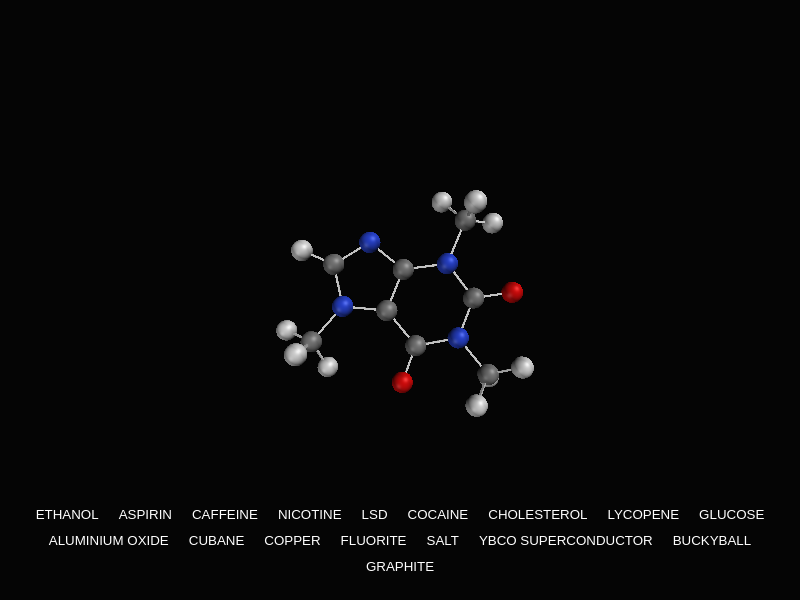 ETHANOL ASPIRIN CAFFEINE NICOTINE LSD COCAINE CHOLESTEROL LYCOPENE GLUCOSE
ALUMINIUM OXIDE CUBANE COPPER FLUORITE SALT YBCO SUPERCONDUCTOR BUCKYBALL
GRAPHITE